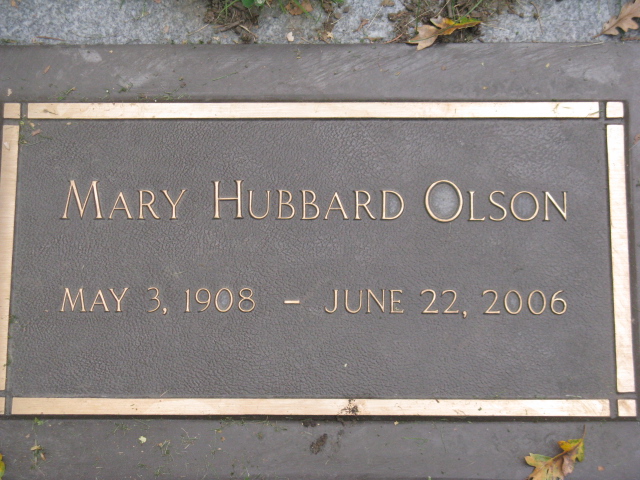 MARY HUBBARD OLSON
MAY 3, 1908 – JUNE 22, 2006